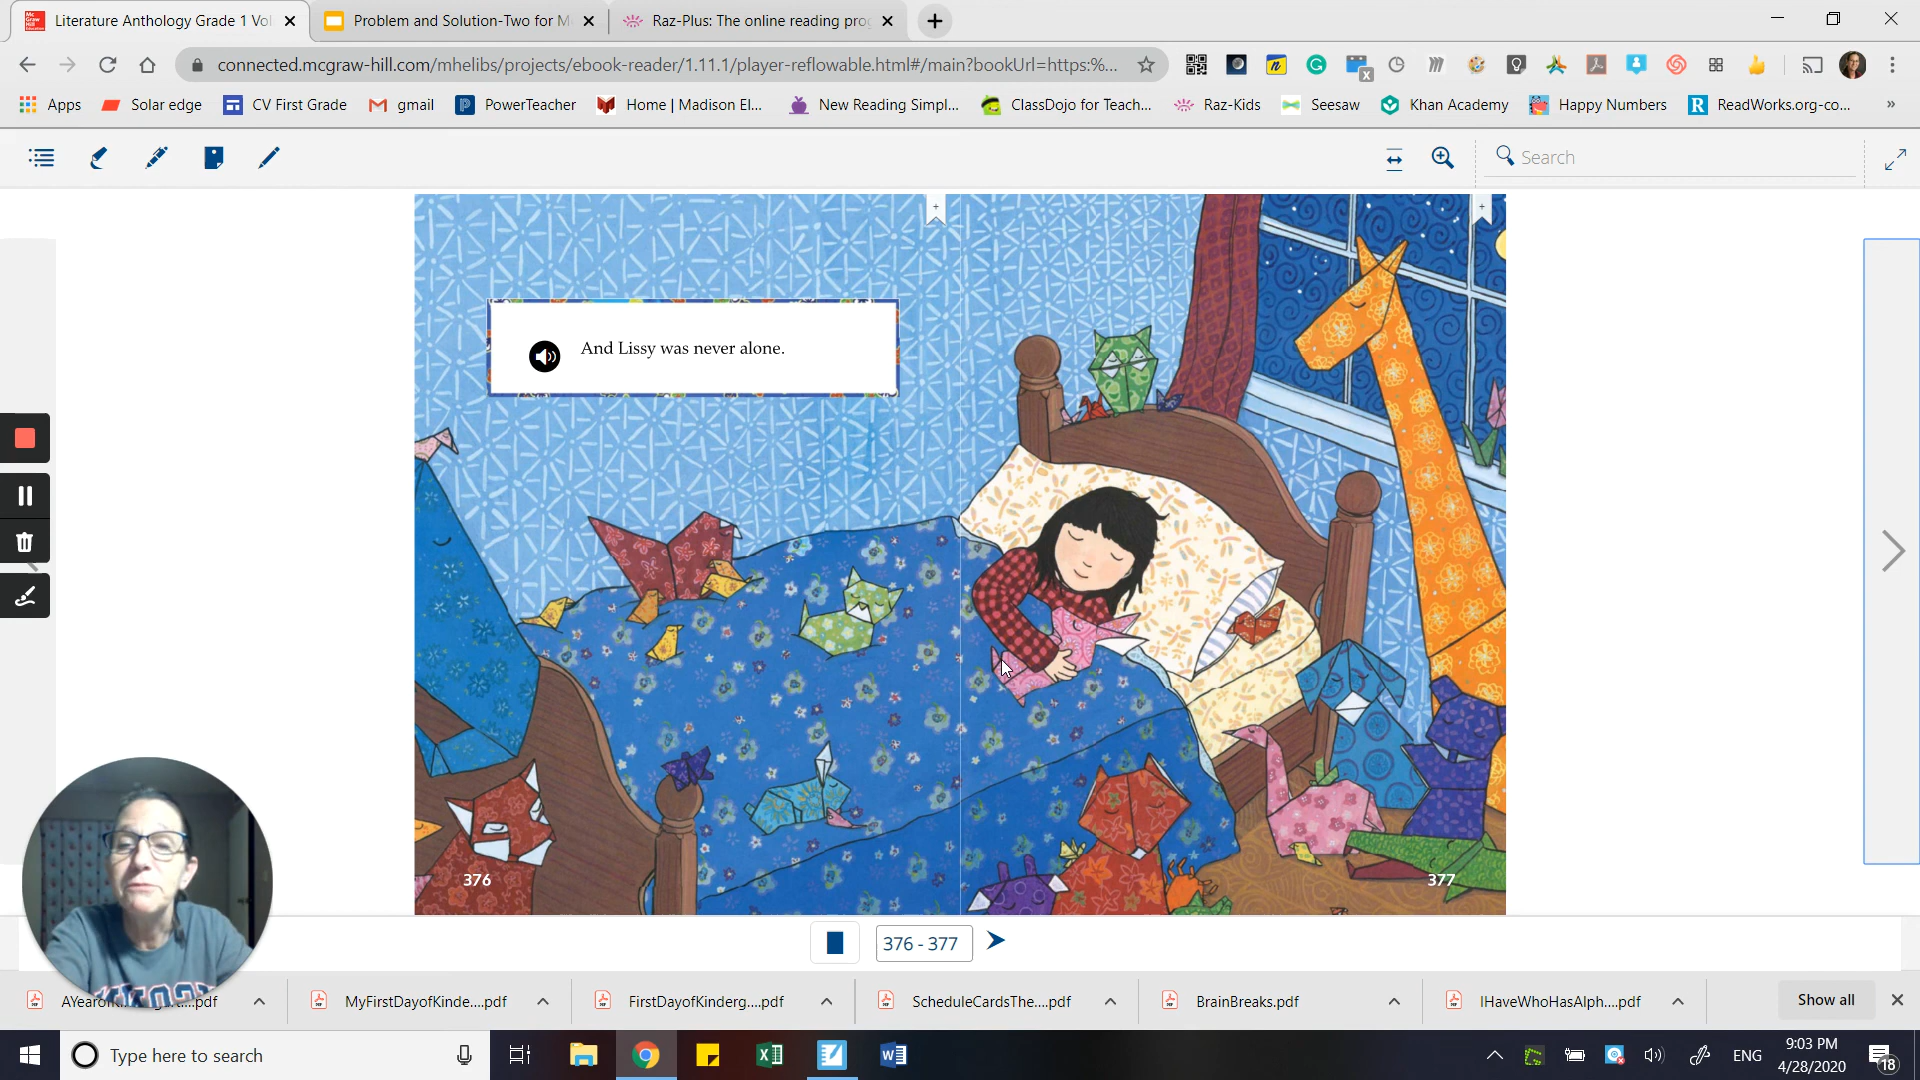 Literature Anthology Grade 1 Vol
Problem and Solution-Two for M
Raz-Plus: The online reading pro
connected.mcgraw-hill.com/mhelibs/projects/ebook-reader/1.11.1/player-reflowable.html#/main?bookUrl=https:%...
Apps Solar edge CV First Grade gmail PowerTeacher Home | Madison El... New Reading Simpl... ClassDojo for Teach... Raz-Kids Seesaw Khan Academy Happy Numbers ReadWorks.org-co...
Search
And Lissy was never alone.
376
377
376 - 377
MyFirstDayofKinde....pdf
FirstDayofKinderg....pdf
ScheduleCardsThe....pdf
BrainBreaks.pdf
IHaveWhoHasAlph....pdf
Show all
Type here to search
ENG
9:03 PM
4/28/2020
18